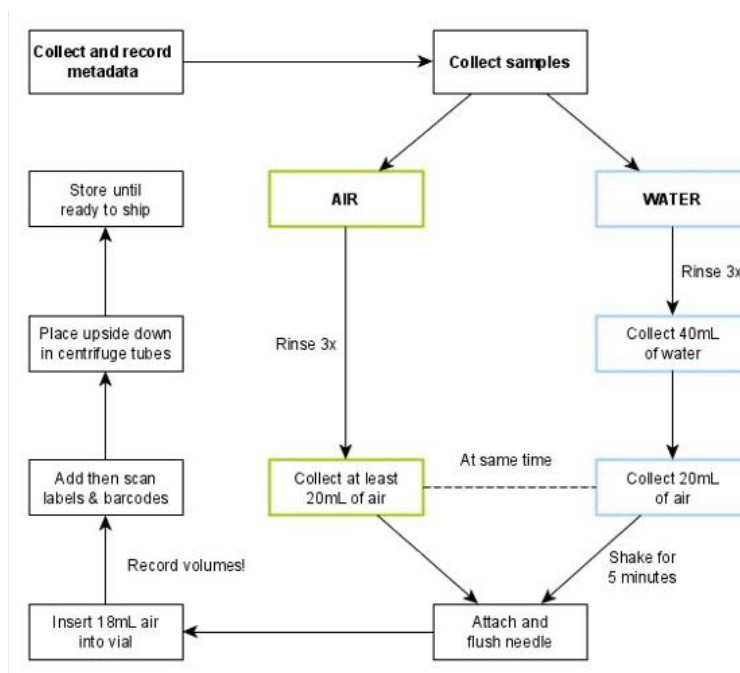 Collect and record
metadata
Collect samples
Store until
ready to ship
AIR
WATER
Rinse 3x
Place upside down
in centrifuge tubes
Rinse 3x
Collect 40mL
of water
Add then scan
labels & barcodes
Collect at least
20mL of air
At same time
Collect 20mL
of air
Record volumes!
Shake for
5 minutes
Insert 18mL air
into vial
Attach and
flush needle